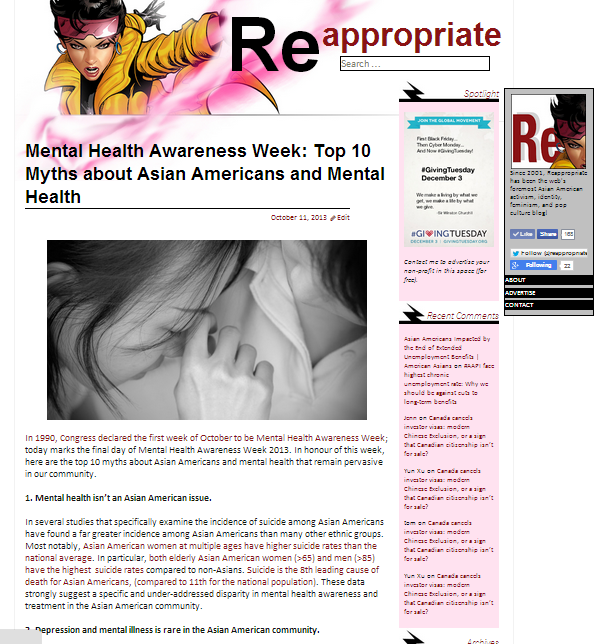 Re appropriate
Search ...
Mental Health Awareness Week: Top 10
Myths about Asian Americans and Mental
Health
October 11, 2013 Edit
In 1990, Congress declared the first week of October to be Mental Health Awareness Week;
today marks the final day of Mental Health Awareness Week 2013. In honour of this week,
here are the top 10 myths about Asian Americans and mental health that remain pervasive
in our community.
1. Mental health isn't an Asian American issue.
In several studies that specifically examine the incidence of suicide among Asian Americans
have found a far greater incidence among Asian Americans than many other ethnic groups.
Most notably, Asian American women at multiple ages have higher suicide rates than the
national average. In particular, both elderly Asian American women (>65) and men (>85)
have the highest suicide rates compared to non-Asians. Suicide is the 8th leading cause of
death for Asian Americans, (compared to 11th for the national population). These data
strongly suggest a specific and under-addressed disparity in mental health awareness and
treatment in the Asian American community.
2. Depression and mental illness is rare in the Asian American community.
Spotlight
JOIN THE GLOBAL MOVEMENT
First Black Friday...
Then Cyber Monday...
And Now #GivingTuesday!
#GivingTuesday
December 3
We make a living by what we
get, we make a life by what
we give.
Sir Winston Churchill
#GIVINGTUESDAY
DECEMBER 3 | GIVINGTUESDAY.ORG
Contact me to advertise your
non-profit in this space (for
free).
Recent Comments
Asian Americans Impacted by
the End of Extended
Unemployment Benefits |
American Asians on #AAPI face
highest chronic
unemployment rate: Why we
should be against cuts to
long-term benefits
Jenn on Canada cancels
investor visas: modern
Chinese Exclusion, or a sign
that Canadian citizenship isn't
for sale?
Yun Xu on Canada cancels
investor visas: modern
Chinese Exclusion, or a sign
that Canadian citizenship isn't
for sale?
tom on Canada cancels
investor visas: modern
Chinese Exclusion, or a sign
that Canadian citizenship isn't
for sale?
Yun Xu on Canada cancels
investor visas: modern
Chinese Exclusion, or a sign
that Canadian citizenship isn't
for sale?
Archives
Re
Since 2001, Reappropriate
has been the web's
foremost Asian American
activism, identity,
feminism, and pop
culture blog!
Like Share 165
Follow @reappropriate
Following 22
ABOUT
ADVERTISE
CONTACT